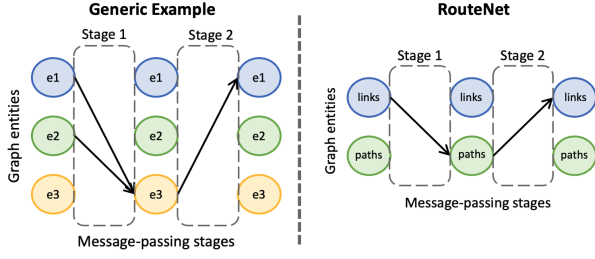 Generic Example
Stage 1
Stage 2
Graph entities
e1
e1
e1
e2
e2
e2
e3
e3
e3
Message-passing stages
RouteNet
Stage 1
Stage 2
Graph entities
links
links
links
paths
paths
paths
Message-passing stages